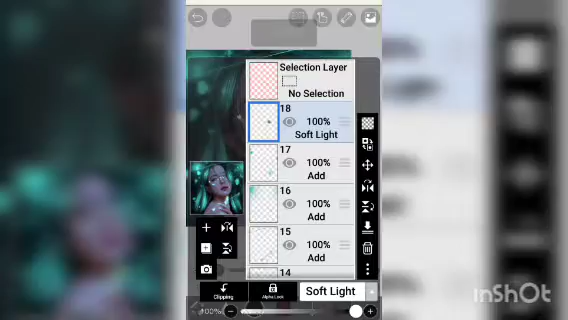 Selection Layer
No Selection
18
100%
Soft Light
17
100%
Add
16
100%
Add
15
100%
Add
14
Clipping
Alpha Lock
Soft Light
100%
InShOt